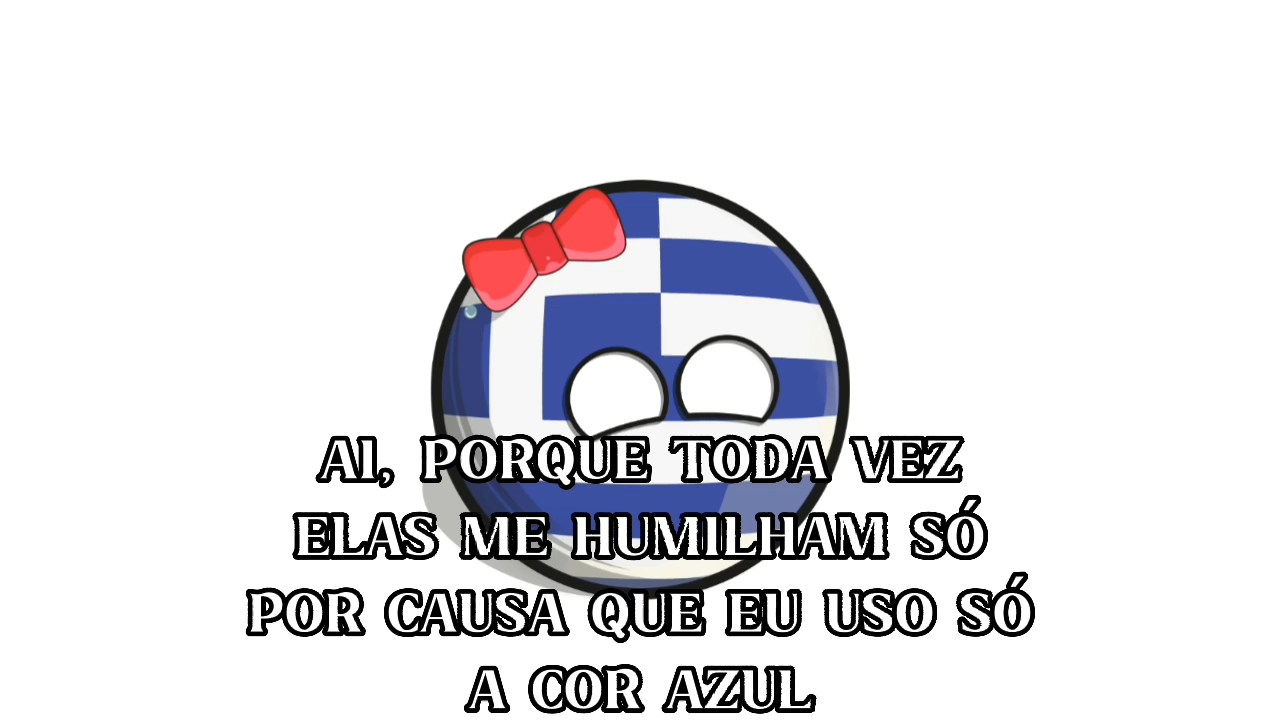 AI, PORQUE TODA VEZ
ELAS ME HUMILHAM SÓ
POR CAUSA QUE EU USO SÓ
A COR AZUL